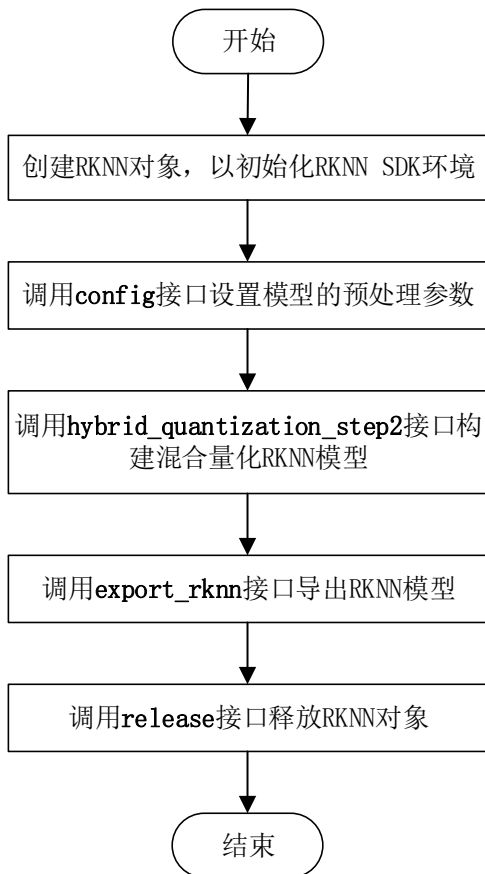 开始
创建RKNN对象，以初始化RKNN SDK环境
调用config接口设置模型的预处理参数
调用hybrid_quantization_step2接口构
建混合量化RKNN模型
调用export_rknn接口导出RKNN模型
调用release接口释放RKNN对象
结束